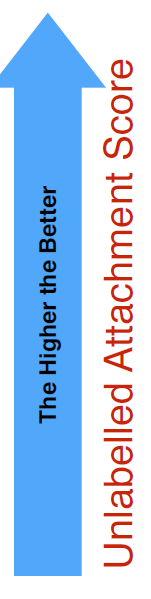 The Higher the Better
Unlabelled Attachment Score